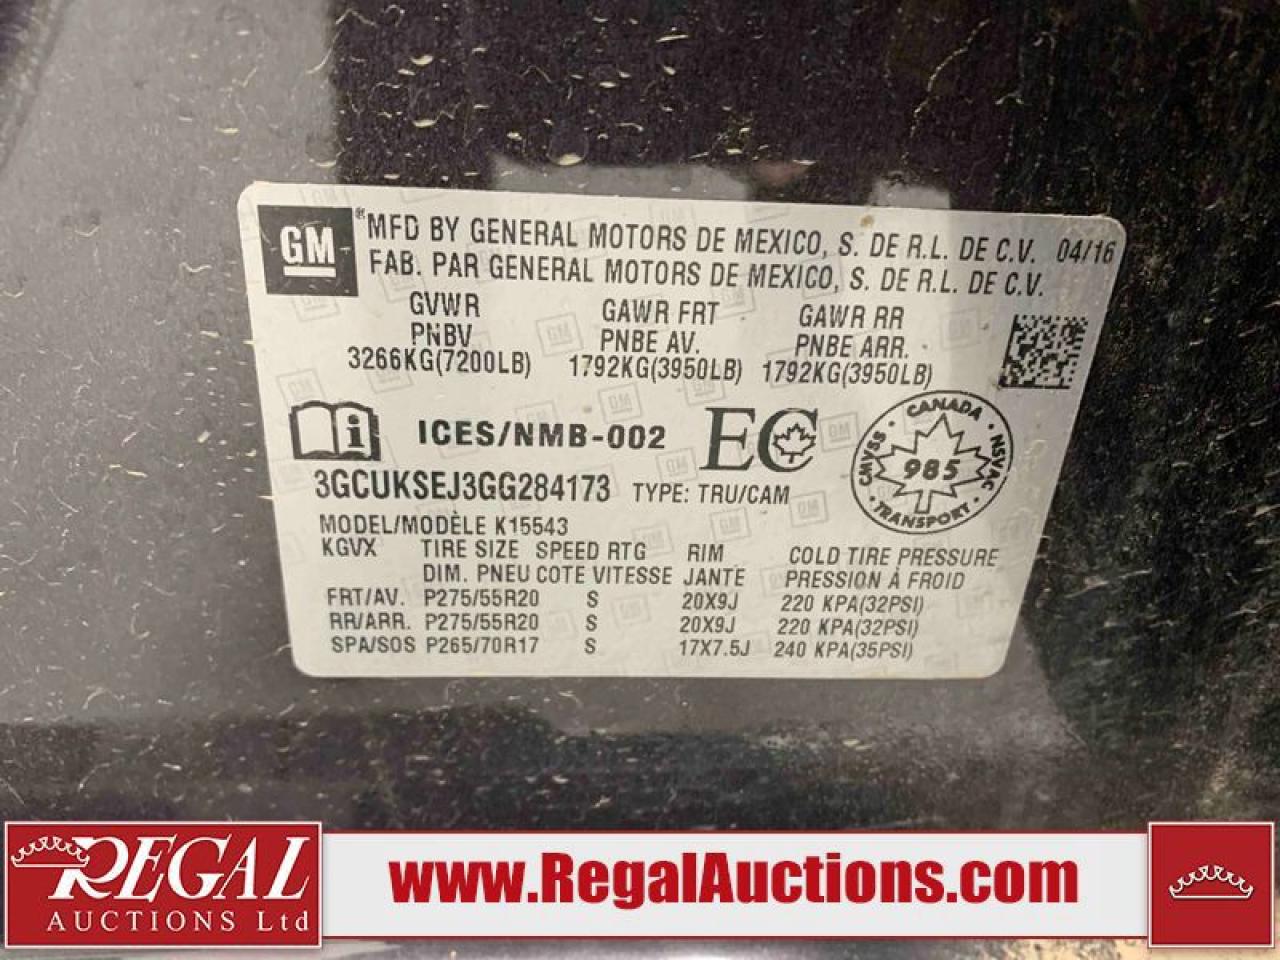 GM ® MFD BY GENERAL MOTORS DE MEXICO, S. DE R.L. DE C.V. 04/16
FAB. PAR GENERAL MOTORS DE MEXICO, S. DE R.L. DE C.V.
GVWR GAWR FRT GAWR RR
PNBV PNBE AV. PNBE ARR.
3266KG(7200LB) 1792KG(3950LB) 1792KG(3950LB)
i ICES/NMB-002 EC
CANADA
CMVSS 985 NSVAC
TRANSPORT
3GCUKSEJ3GG284173 TYPE: TRU/CAM
MODEL/MODÈLE K15543
KGVX TIRE SIZE SPEED RTG RIM COLD TIRE PRESSURE
DIM. PNEU COTE VITESSE JANTE PRESSION À FROID
FRT/AV. P275/55R20 S 20X9J 220 KPA(32PSI)
RR/ARR. P275/55R20 S 20X9J 220 KPA(32PSI)
SPA/SOS P265/70R17 S 17X7.5J 240 KPA(35PSI)
REGAL
AUCTIONS Ltd
www.RegalAuctions.com